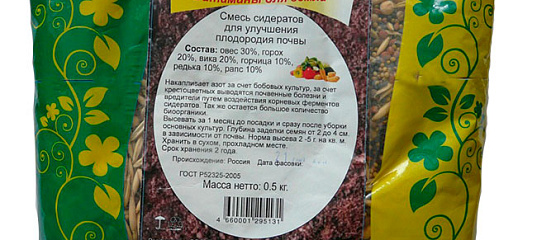 Смесь сидератов
для улучшения
плодородия почвы
Состав: овес 30%, горох
20%, вика 20%, горчица 10%,
редька 10%, рапс 10%
Накапливает азот за счет бобовых культур, за счет
крестоцветных выводятся почвенные болезни и
вредители путем воздействия корневых ферментов
сидератов. Так же остается большое количество
биоорганики.
Высевать за 1 месяц до посадки и сразу после уборки
основных культур. Глубина заделки семян от 2 до 4 см.
в зависимости от почвы. Норма высева 2 -5 г. на кв. м.
Хранить в сухом, прохладном месте.
Срок хранения 2 года.
Происхождение: Россия Дата фасовки:
ГОСТ Р52325-2005
Масса нетто: 0.5 кг.
4 660001 295131